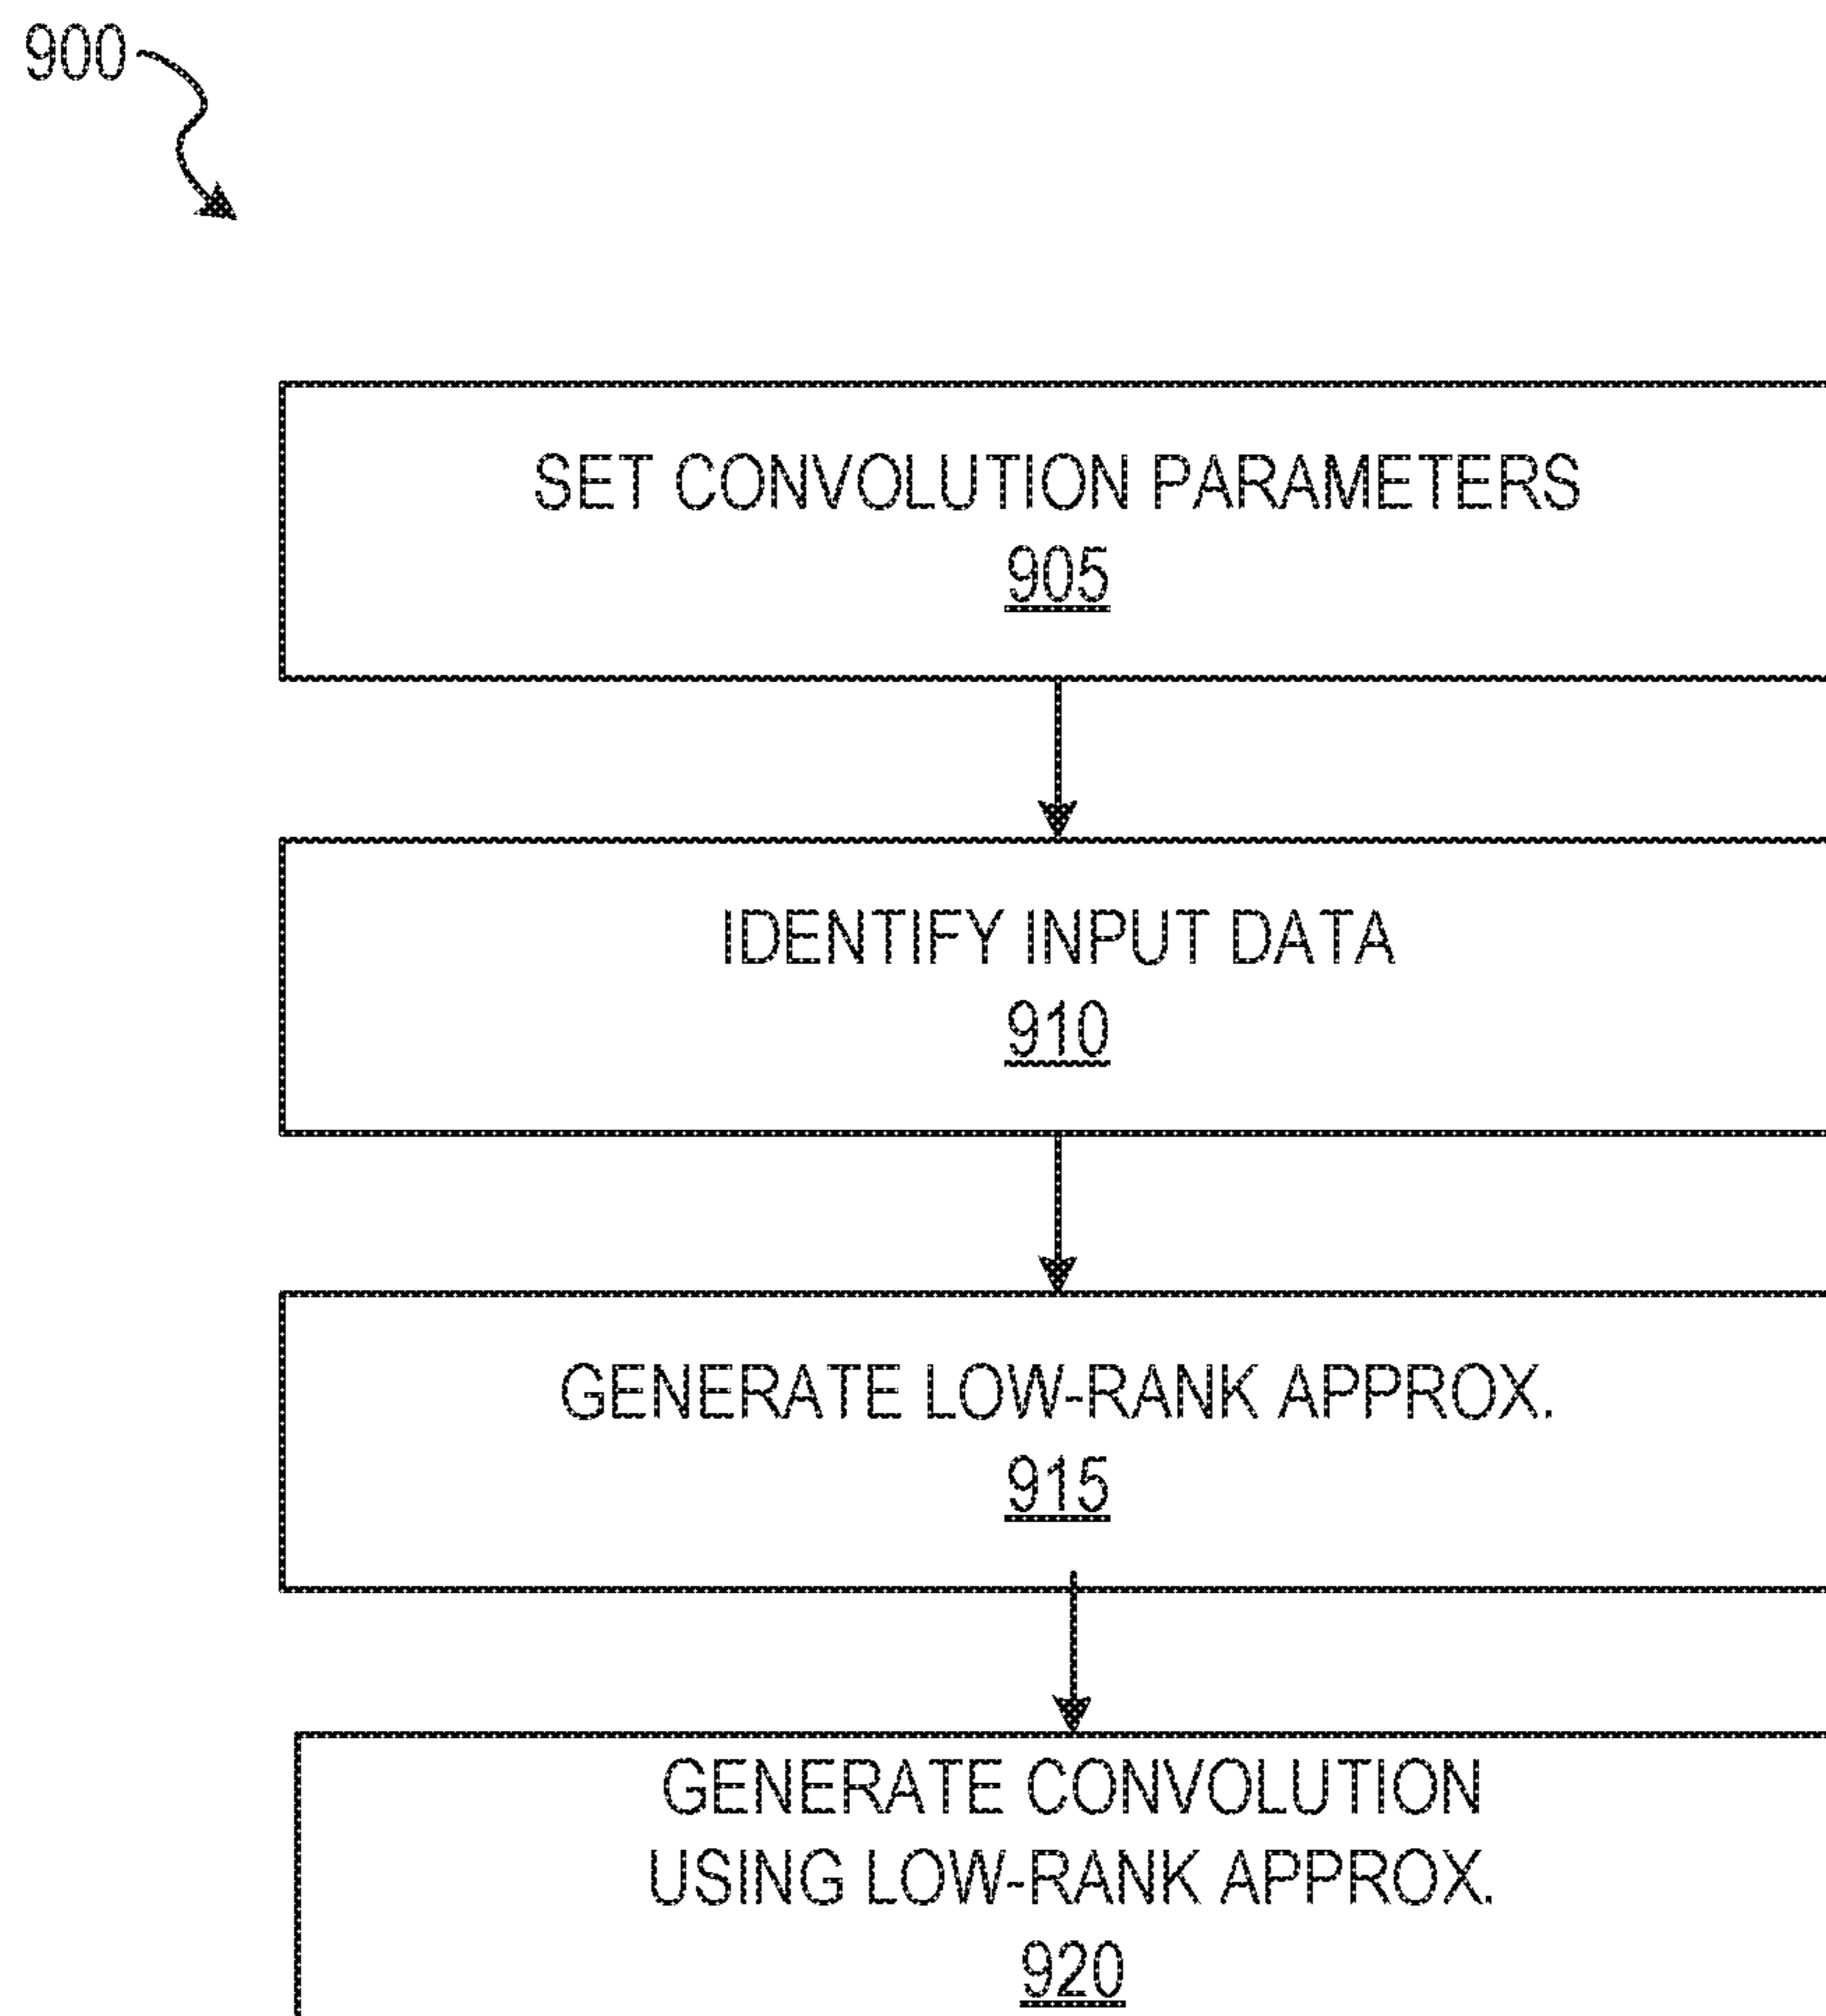 900
SET CONVOLUTION PARAMETERS
905
IDENTIFY INPUT DATA
910
GENERATE LOW-RANK APPROX.
915
GENERATE CONVOLUTION
USING LOW-RANK APPROX.
920